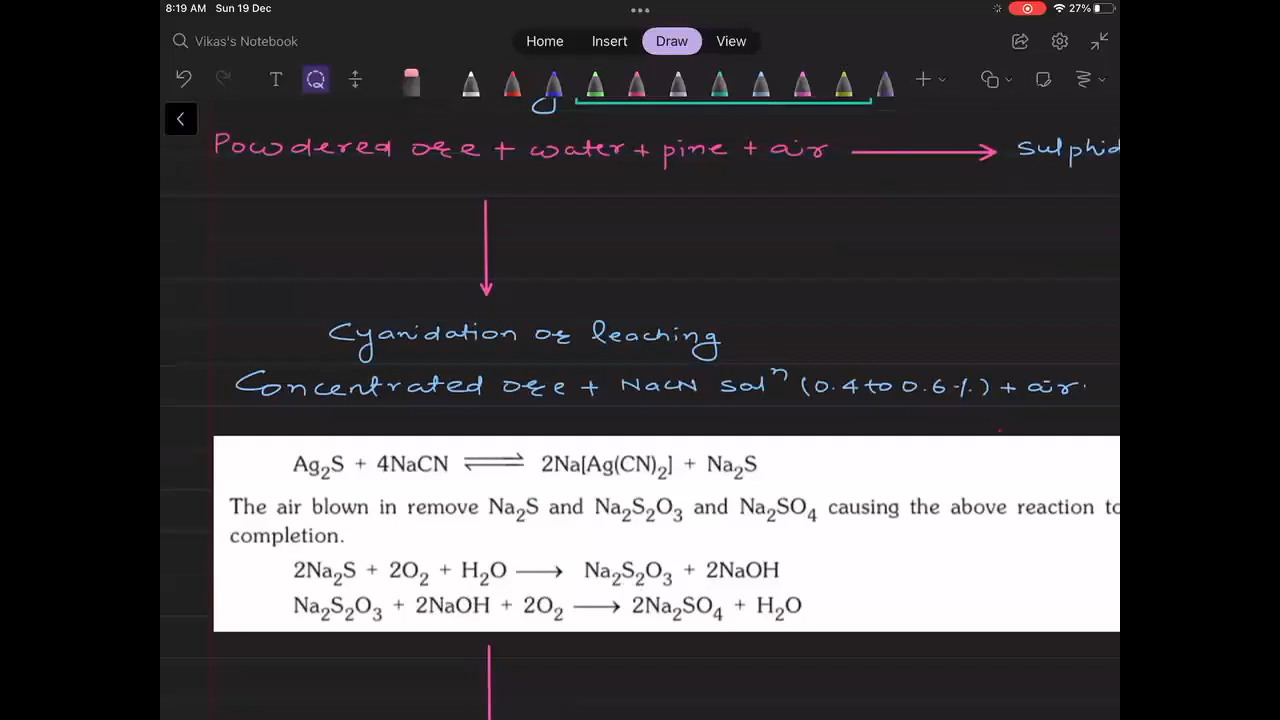 8:19 AM Sun 19 Dec
27%
Vikas's Notebook
Home Insert Draw View
Powdered ore + water + pine + air → sulphid
Cyanidation or leaching
Concentrated ore + NaCN solⁿ (0.4 to 0.6%) + air.
Ag₂S + 4NaCN ⇌ 2Na[Ag(CN)₂] + Na₂S
The air blown in remove Na₂S and Na₂S₂O₃ and Na₂SO₄ causing the above reaction to
completion.
2Na₂S + 2O₂ + H₂O → Na₂S₂O₃ + 2NaOH
Na₂S₂O₃ + 2NaOH + 2O₂ → 2Na₂SO₄ + H₂O